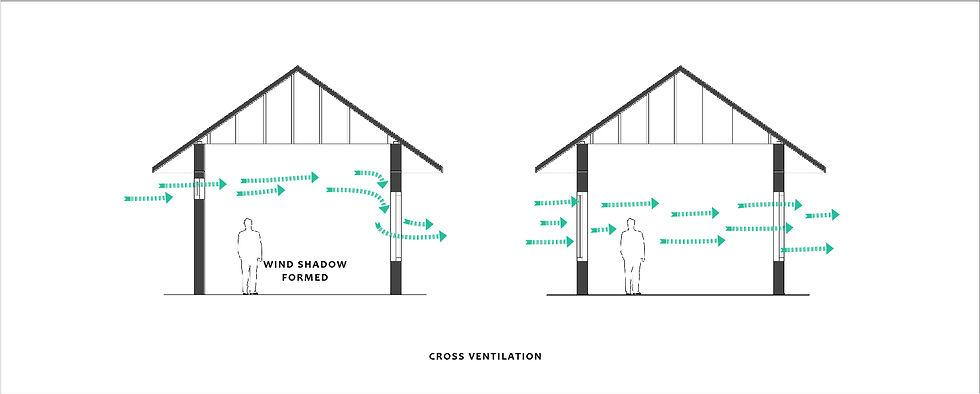 WIND SHADOW
FORMED
CROSS VENTILATION